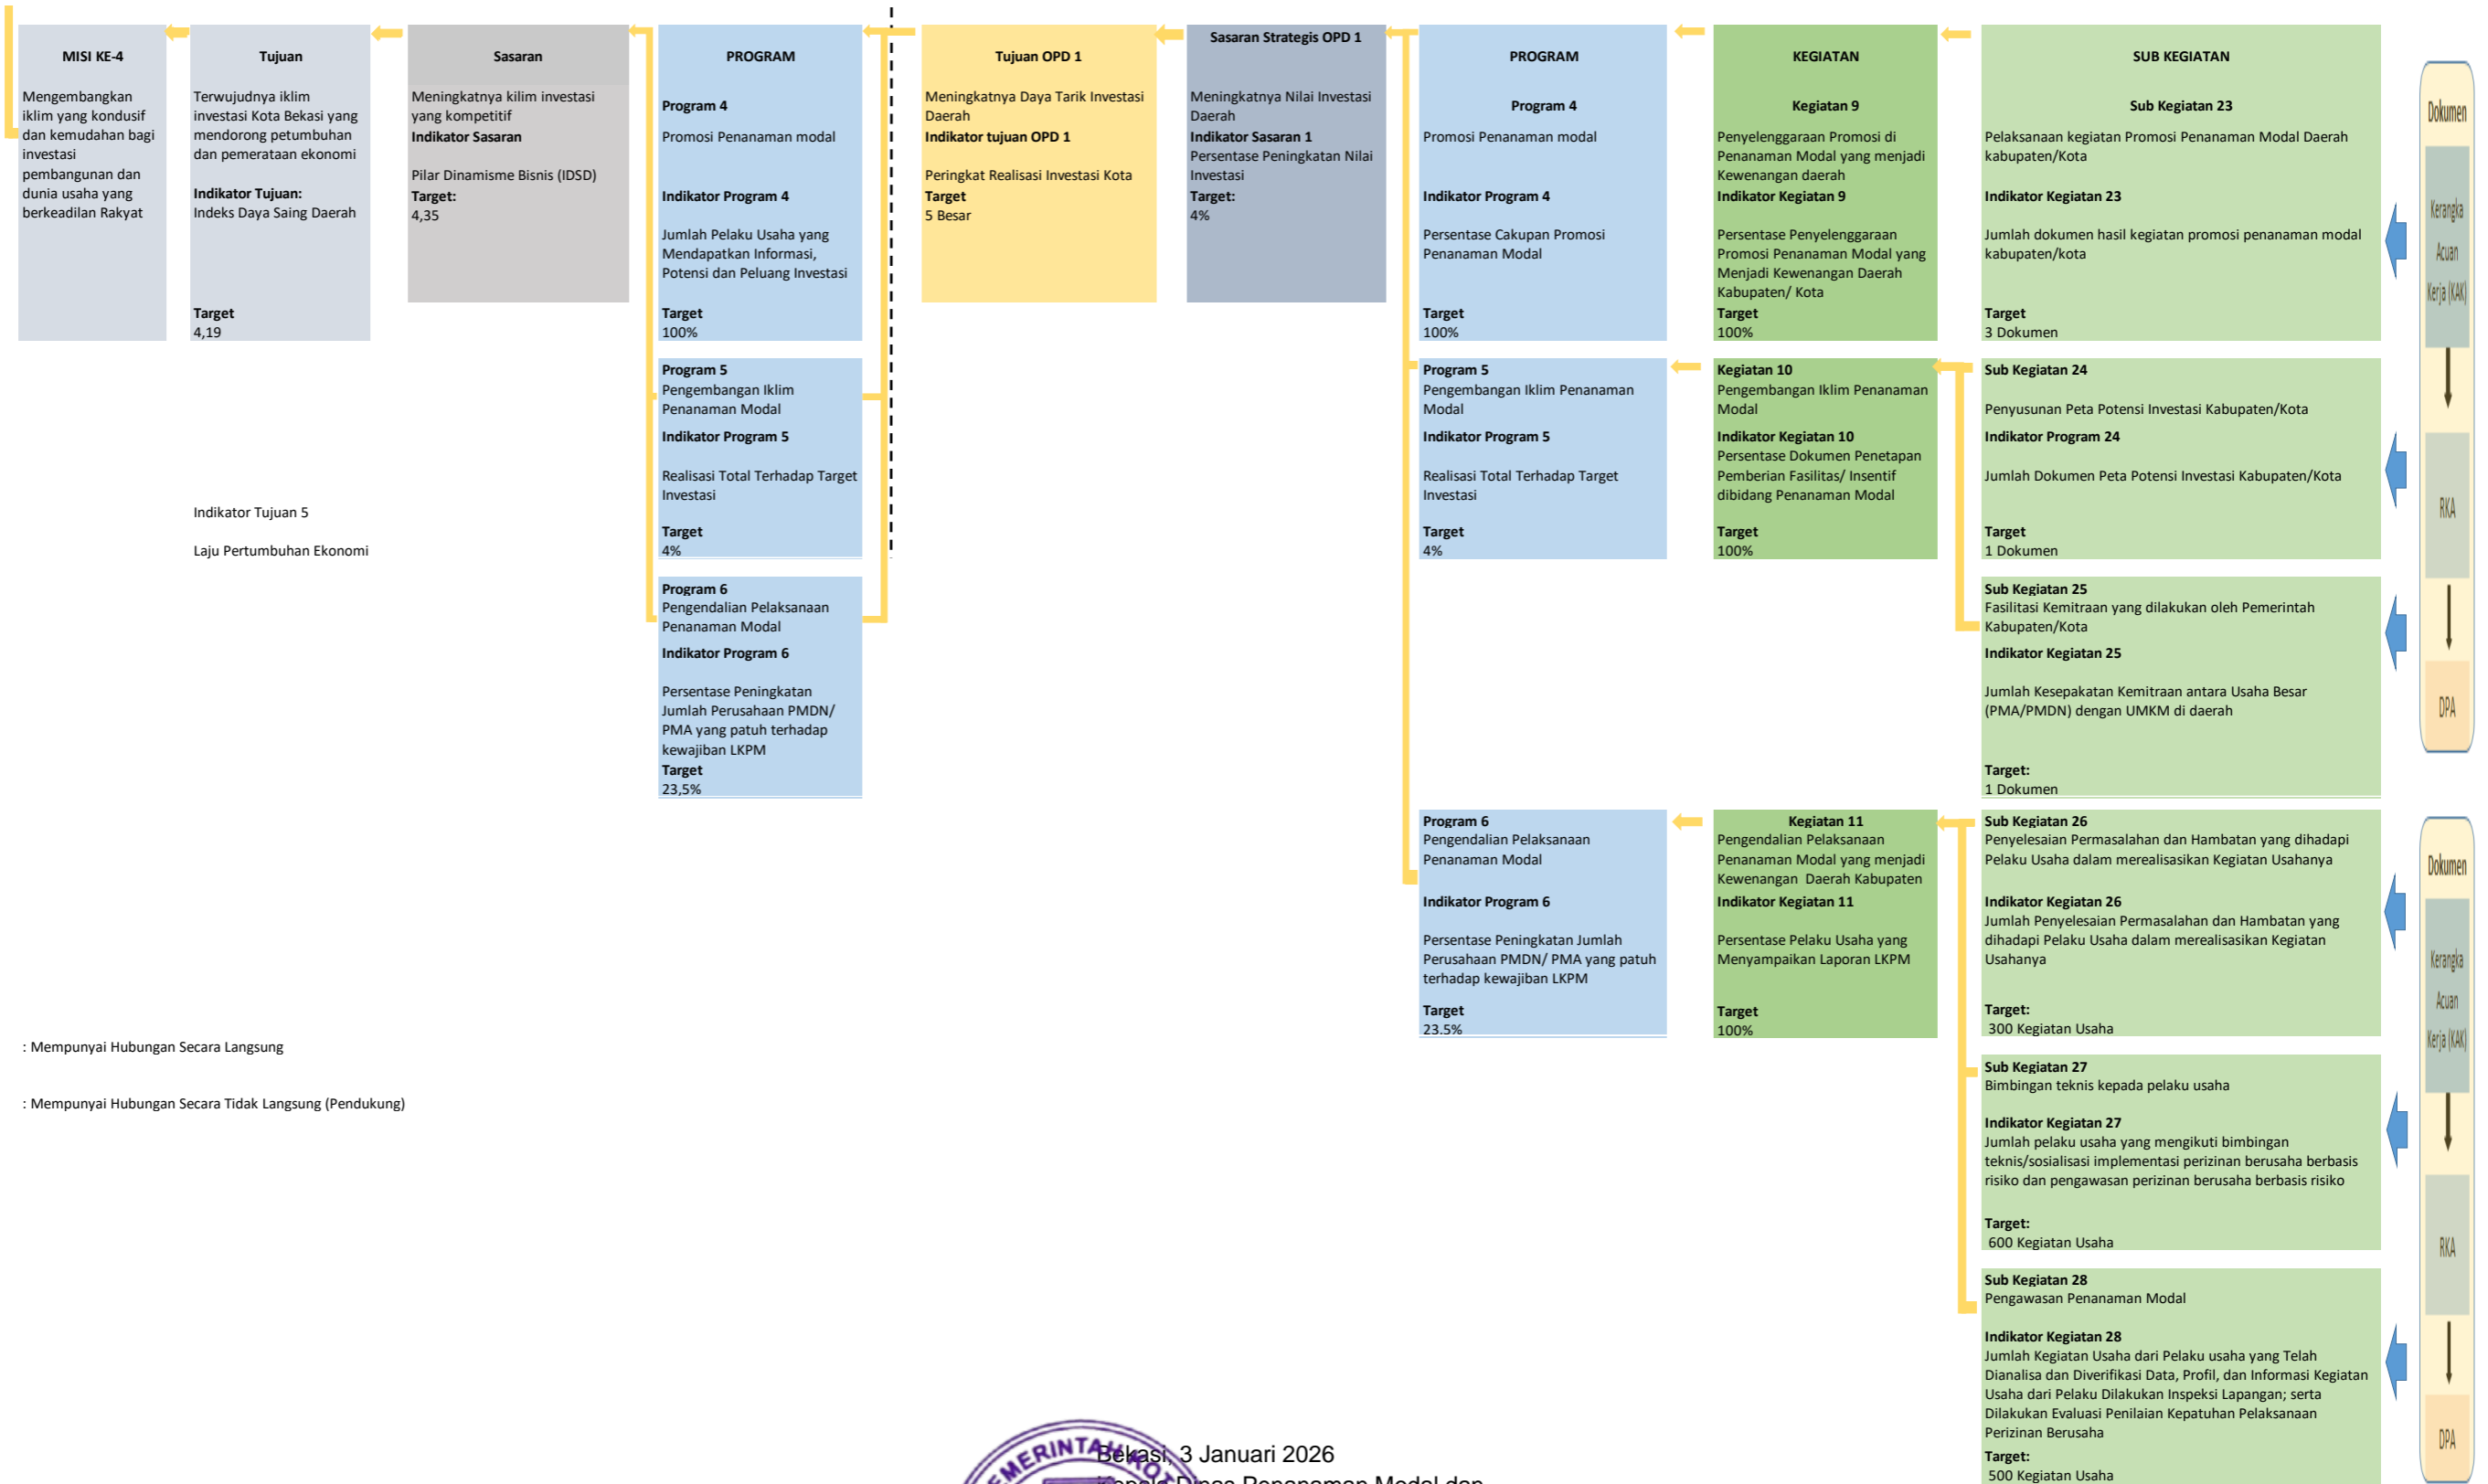 MISI KE-4
Mengembangkan
iklim yang kondusif
dan kemudahan bagi
investasi
pembangunan dan
dunia usaha yang
berkeadilan Rakyat
Tujuan
Terwujudnya iklim
investasi Kota Bekasi yang
mendorong petumbuhan
dan pemerataan ekonomi
Indikator Tujuan:
Indeks Daya Saing Daerah
Target
4,19
Indikator Tujuan 5
Laju Pertumbuhan Ekonomi
Sasaran
Meningkatnya kilim investasi
yang kompetitif
Indikator Sasaran
Pilar Dinamisme Bisnis (IDSD)
Target:
4,35
PROGRAM
Program 4
Promosi Penanaman modal
Indikator Program 4
Jumlah Pelaku Usaha yang
Mendapatkan Informasi,
Potensi dan Peluang Investasi
Target
100%
Program 5
Pengembangan Iklim
Penanaman Modal
Indikator Program 5
Realisasi Total Terhadap Target
Investasi
Target
4%
Program 6
Pengendalian Pelaksanaan
Penanaman Modal
Indikator Program 6
Persentase Peningkatan
Jumlah Perusahaan PMDN/
PMA yang patuh terhadap
kewajiban LKPM
Target
23,5%
Tujuan OPD 1
Meningkatnya Daya Tarik Investasi
Daerah
Indikator tujuan OPD 1
Peringkat Realisasi Investasi Kota
Target
5 Besar
Sasaran Strategis OPD 1
Meningkatnya Nilai Investasi
Daerah
Indikator Sasaran 1
Persentase Peningkatan Nilai
Investasi
Target:
4%
PROGRAM
Program 4
Promosi Penanaman modal
Indikator Program 4
Persentase Cakupan Promosi
Penanaman Modal
Target
100%
Program 5
Pengembangan Iklim Penanaman
Modal
Indikator Program 5
Realisasi Total Terhadap Target
Investasi
Target
4%
Program 6
Pengendalian Pelaksanaan
Penanaman Modal
Indikator Program 6
Persentase Peningkatan Jumlah
Perusahaan PMDN/ PMA yang patuh
terhadap kewajiban LKPM
Target
23.5%
KEGIATAN
Kegiatan 9
Penyelenggaraan Promosi di
Penanaman Modal yang menjadi
Kewenangan daerah
Indikator Kegiatan 9
Persentase Penyelenggaraan
Promosi Penanaman Modal yang
Menjadi Kewenangan Daerah
Kabupaten/ Kota
Target
100%
Kegiatan 10
Pengembangan Iklim Penanaman
Modal
Indikator Kegiatan 10
Persentase Dokumen Penetapan
Pemberian Fasilitas/ Insentif
dibidang Penanaman Modal
Target
100%
Kegiatan 11
Pengendalian Pelaksanaan
Penanaman Modal yang menjadi
Kewenangan Daerah Kabupaten
Indikator Kegiatan 11
Persentase Pelaku Usaha yang
Menyampaikan Laporan LKPM
Target
100%
SUB KEGIATAN
Sub Kegiatan 23
Pelaksanaan kegiatan Promosi Penanaman Modal Daerah
kabupaten/Kota
Indikator Kegiatan 23
Jumlah dokumen hasil kegiatan promosi penanaman modal
kabupaten/kota
Target
3 Dokumen
Sub Kegiatan 24
Penyusunan Peta Potensi Investasi Kabupaten/Kota
Indikator Program 24
Jumlah Dokumen Peta Potensi Investasi Kabupaten/Kota
Target
1 Dokumen
Sub Kegiatan 25
Fasilitasi Kemitraan yang dilakukan oleh Pemerintah
Kabupaten/Kota
Indikator Kegiatan 25
Jumlah Kesepakatan Kemitraan antara Usaha Besar
(PMA/PMDN) dengan UMKM di daerah
Target:
1 Dokumen
Sub Kegiatan 26
Penyelesaian Permasalahan dan Hambatan yang dihadapi
Pelaku Usaha dalam merealisasikan Kegiatan Usahanya
Indikator Kegiatan 26
Jumlah Penyelesaian Permasalahan dan Hambatan yang
dihadapi Pelaku Usaha dalam merealisasikan Kegiatan
Usahanya
Target:
300 Kegiatan Usaha
Sub Kegiatan 27
Bimbingan teknis kepada pelaku usaha
Indikator Kegiatan 27
Jumlah pelaku usaha yang mengikuti bimbingan
teknis/sosialisasi implementasi perizinan berusaha berbasis
risiko dan pengawasan perizinan berusaha berbasis risiko
Target:
600 Kegiatan Usaha
Sub Kegiatan 28
Pengawasan Penanaman Modal
Indikator Kegiatan 28
Jumlah Kegiatan Usaha dari Pelaku usaha yang Telah
Dianalisa dan Diverifikasi Data, Profil, dan Informasi Kegiatan
Usaha dari Pelaku Dilakukan Inspeksi Lapangan; serta
Dilakukan Evaluasi Penilaian Kepatuhan Pelaksanaan
Perizinan Berusaha
Target:
500 Kegiatan Usaha
Dokumen
Kerangka
Acuan
Kerja (KAK)
RKA
DPA
Dokumen
Kerangka
Acuan
Kerja (KAK)
RKA
DPA
: Mempunyai Hubungan Secara Langsung
: Mempunyai Hubungan Secara Tidak Langsung (Pendukung)
Bekasi, 3 Januari 2026
Kepala Dinas Penanaman Modal dan